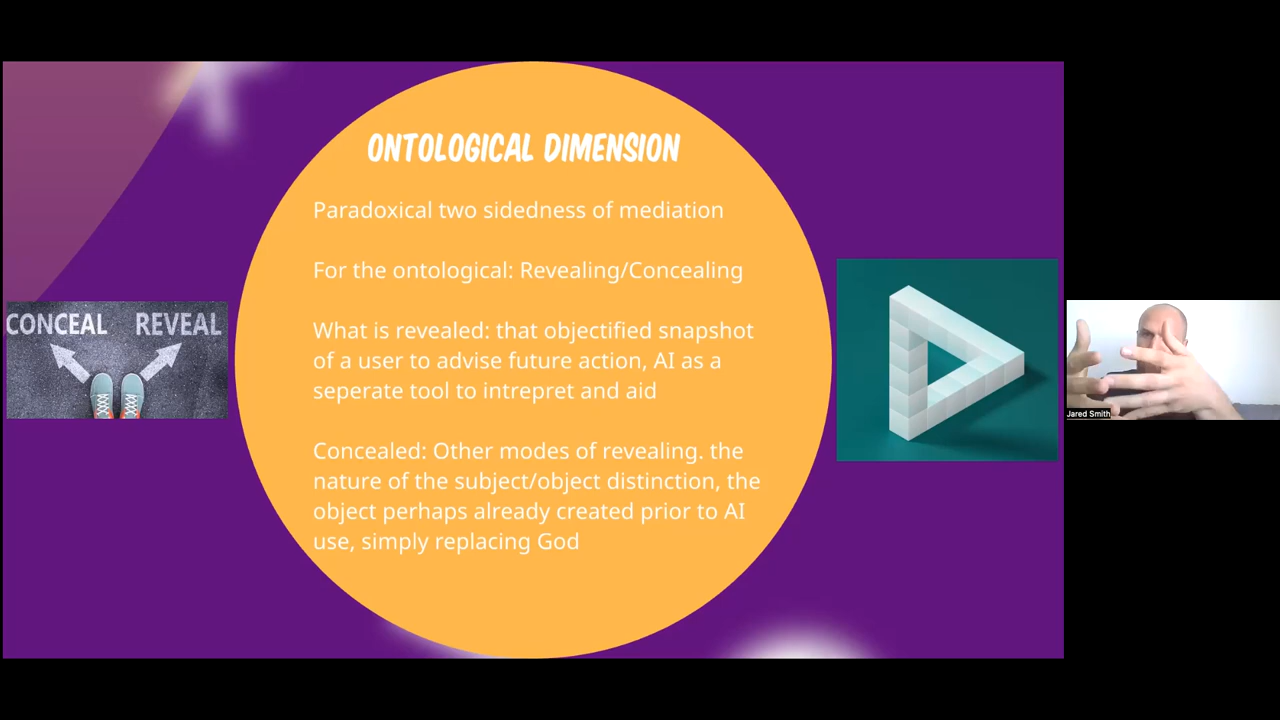 ONTOLOGICAL DIMENSION
Paradoxical two sidedness of mediation
For the ontological: Revealing/Concealing
What is revealed: that objectified snapshot
of a user to advise future action, AI as a
seperate tool to intrepret and aid
Concealed: Other modes of revealing. the
nature of the subject/object distinction, the
object perhaps already created prior to AI
use, simply replacing God
CONCEAL REVEAL
Jared Smith